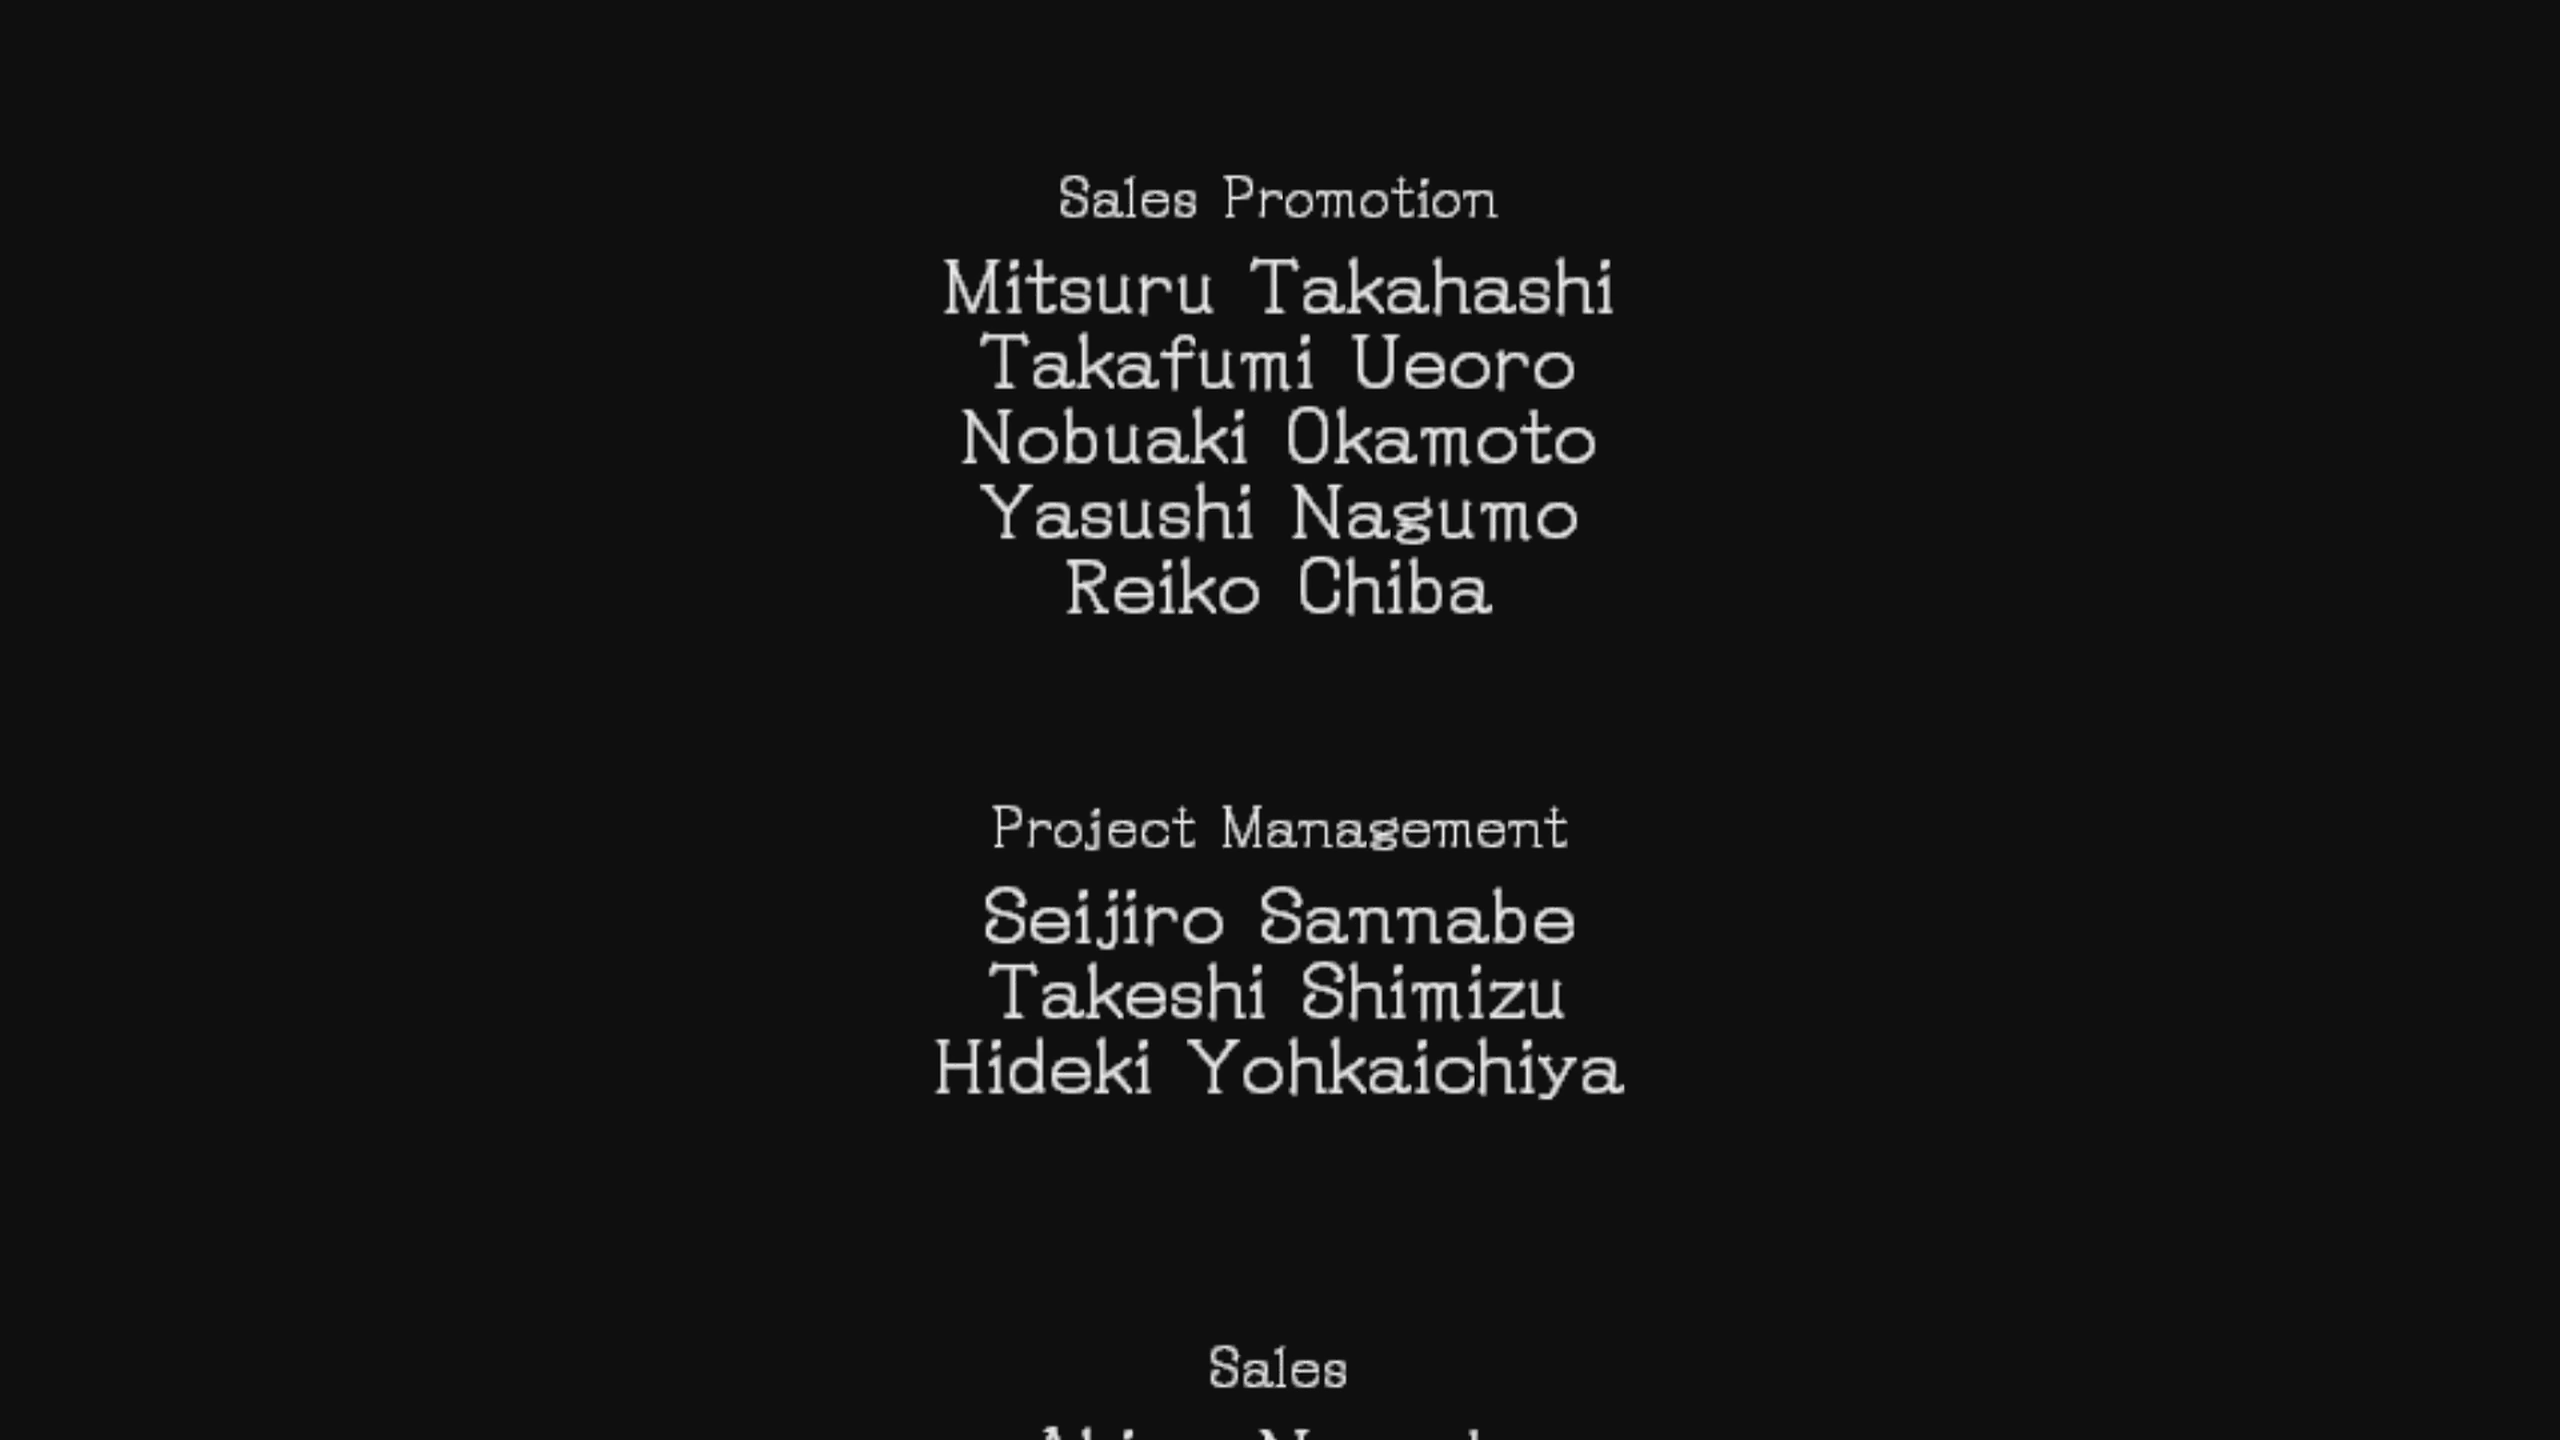 Sales Promotion
Mitsuru Takahashi
Takafumi Ueoro
Nobuaki Okamoto
Yasushi Nagumo
Reiko Chiba
Project Management
Seijiro Sannabe
Takeshi Shimizu
Hideki Yohkaichiya
Sales